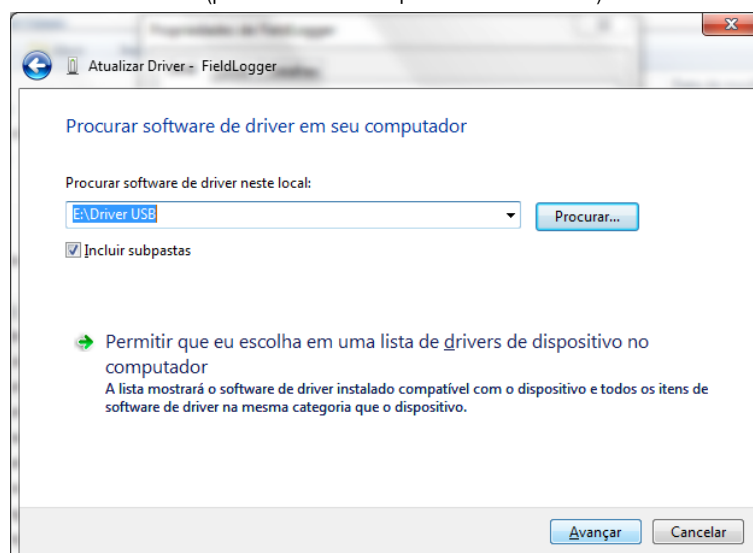 Atualizar Driver - FieldLogger
Procurar software de driver em seu computador
Procurar software de driver neste local:
E:\Driver USB
Procurar...
Incluir subpastas
Permitir que eu escolha em uma lista de drivers de dispositivo no
computador
A lista mostrará o software de driver instalado compatível com o dispositivo e todos os itens de
software de driver na mesma categoria que o dispositivo.
Avançar
Cancelar